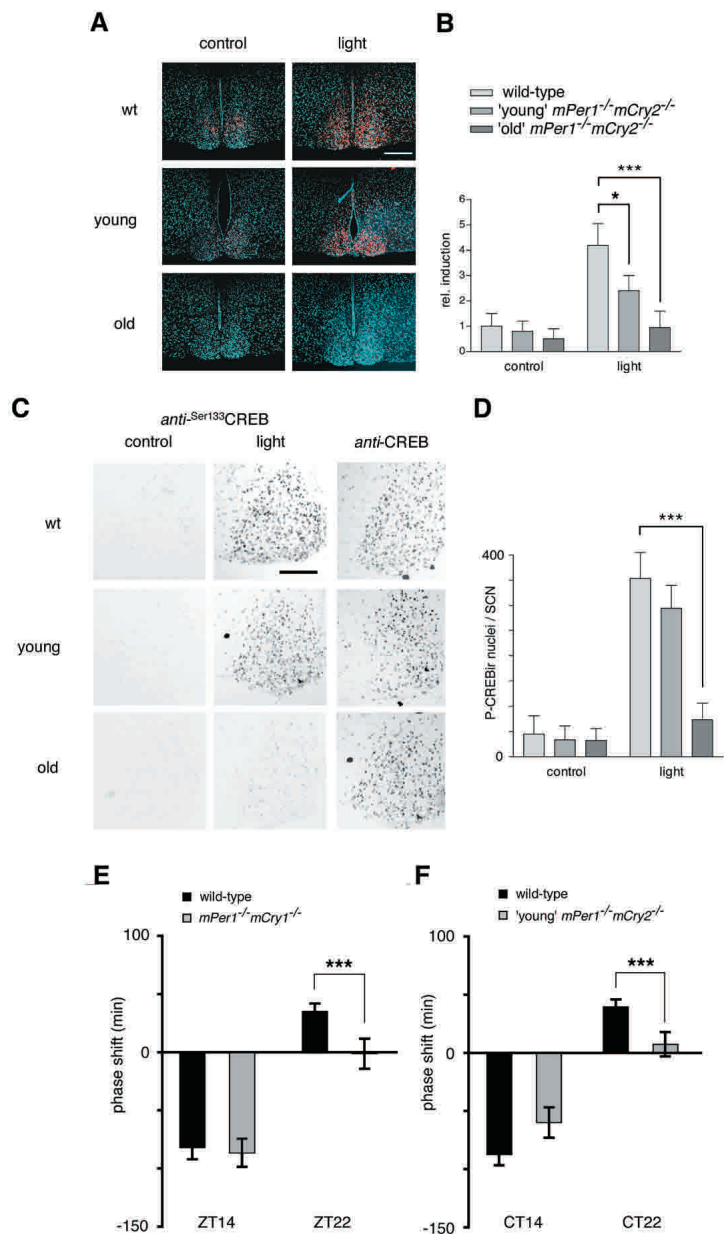 A
control
light
wt
young
old
B
wild-type
'young' mPer1-/-mCry2-/-
'old' mPer1-/-mCry2-/-
***
*
6
5
4
3
2
1
0
rel. induction
control
light
C
anti-Ser133CREB
control
light
anti-CREB
wt
young
old
D
***
400
0
P-CREBir nuclei / SCN
control
light
E
wild-type
mPer1-/-mCry1-/-
100
***
0
phase shift (min)
-150
ZT14
ZT22
F
wild-type
'young' mPer1-/-mCry2-/-
100
***
0
phase shift (min)
-150
CT14
CT22